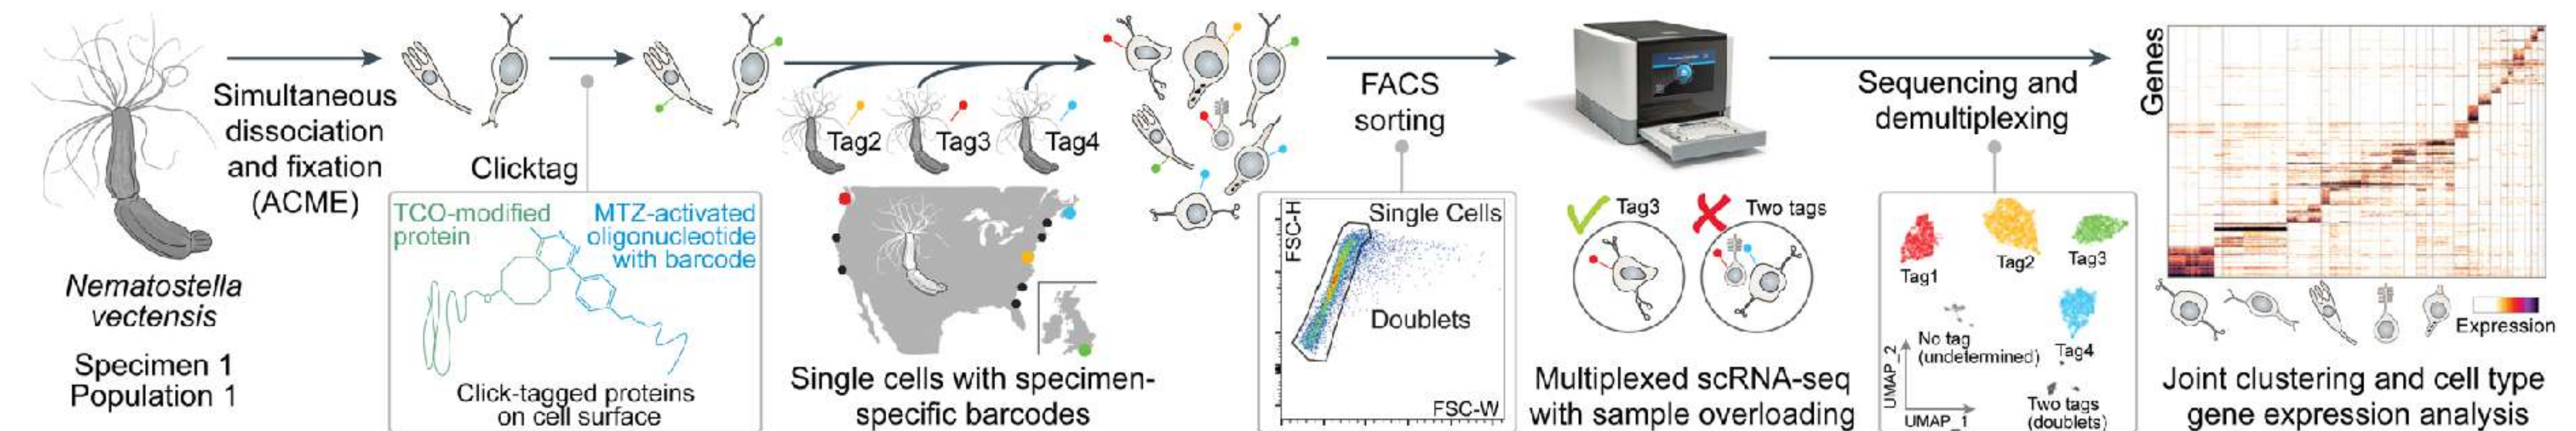 Nematostella
vectensis
Specimen 1
Population 1
Simultaneous
dissociation
and fixation
(ACME)
Clicktag
TCO-modified
protein
MTZ-activated
oligonucleotide
with barcode
Click-tagged proteins
on cell surface
Tag2
Tag3
Tag4
Single cells with specimen-
specific barcodes
FACS
sorting
FSC-H
Single Cells
Doublets
FSC-W
Tag3
Two tags
Multiplexed scRNA-seq
with sample overloading
Sequencing and
demultiplexing
Tag1
Tag2
Tag3
Tag4
No tag
(undetermined)
Two tags
(doublets)
UMAP_2
UMAP_1
Genes
Expression
Joint clustering and cell type
gene expression analysis